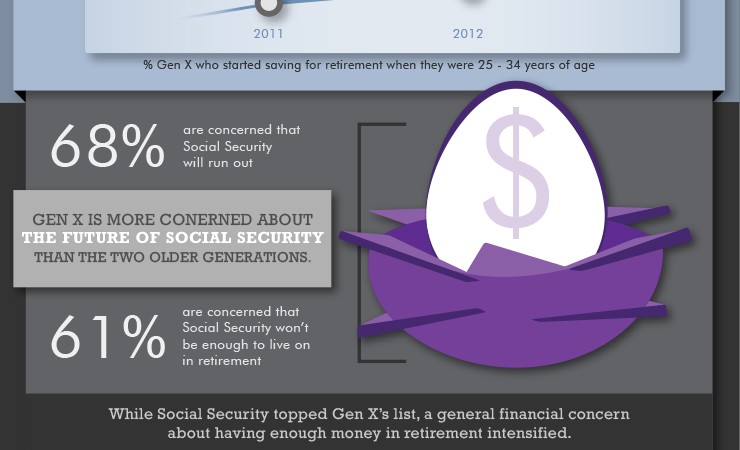 2011
2012
% Gen X who started saving for retirement when they were 25 - 34 years of age
68%
are concerned that
Social Security
will run out
$
GEN X IS MORE CONERNED ABOUT
THE FUTURE OF SOCIAL SECURITY
THAN THE TWO OLDER GENERATIONS.
61%
are concerned that
Social Security won't
be enough to live on
in retirement
While Social Security topped Gen X's list, a general financial concern
about having enough money in retirement intensified.